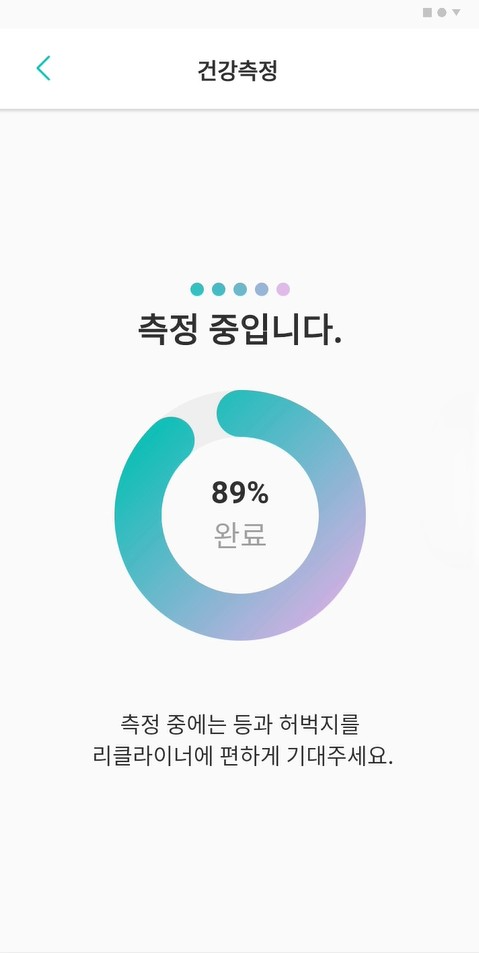 건강측정
측정 중입니다.
89%
완료
측정 중에는 등과 허벅지를
리클라이너에 편하게 기대주세요.